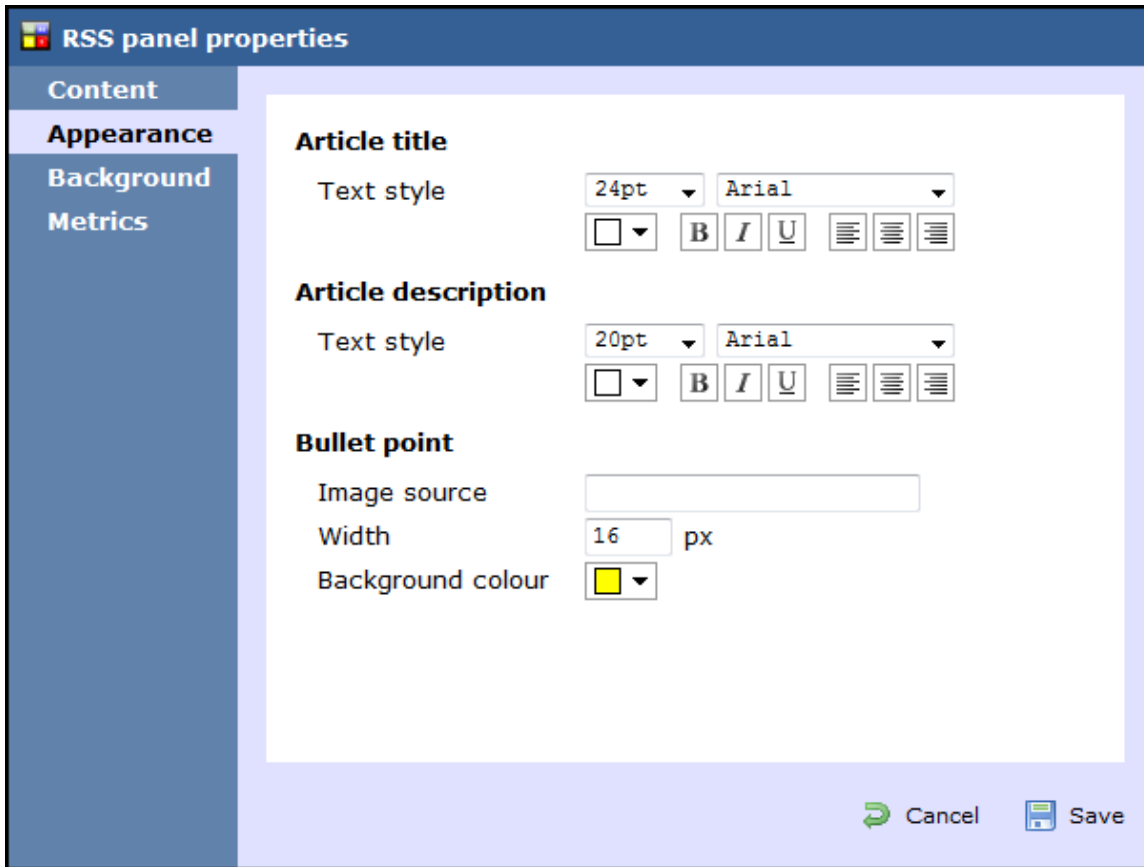 RSS panel properties
Content
Appearance
Background
Metrics
Article title
Text style 24pt Arial
B I U
Article description
Text style 20pt Arial
B I U
Bullet point
Image source
Width 16 px
Background colour
Cancel Save